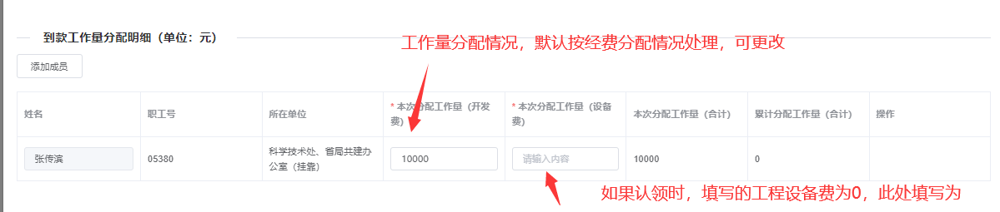 到款工作量分配明细（单位：元）
工作量分配情况，默认按经费分配情况处理，可更改
添加成员
姓名
职工号
所在单位
* 本次分配工作量（开发
费）
* 本次分配工作量（设备
费）
本次分配工作量（合计）
累计分配工作量（合计）
操作
张传滨
05380
科学技术处、省局共建办
公室（挂靠）
10000
请输入内容
10000
0
如果认领时，填写的工程设备费为0，此处填写为